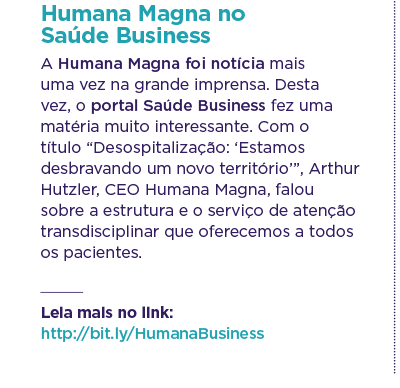 Humana Magna no
Saúde Business
A Humana Magna foi notícia mais
uma vez na grande imprensa. Desta
vez, o portal Saúde Business fez uma
matéria muito interessante. Com o
título “Desospitalização: ‘Estamos
desbravando um novo território’”, Arthur
Hutzler, CEO Humana Magna, falou
sobre a estrutura e o serviço de atenção
transdisciplinar que oferecemos a todos
os pacientes.
Leia mais no link:
http://bit.ly/HumanaBusiness